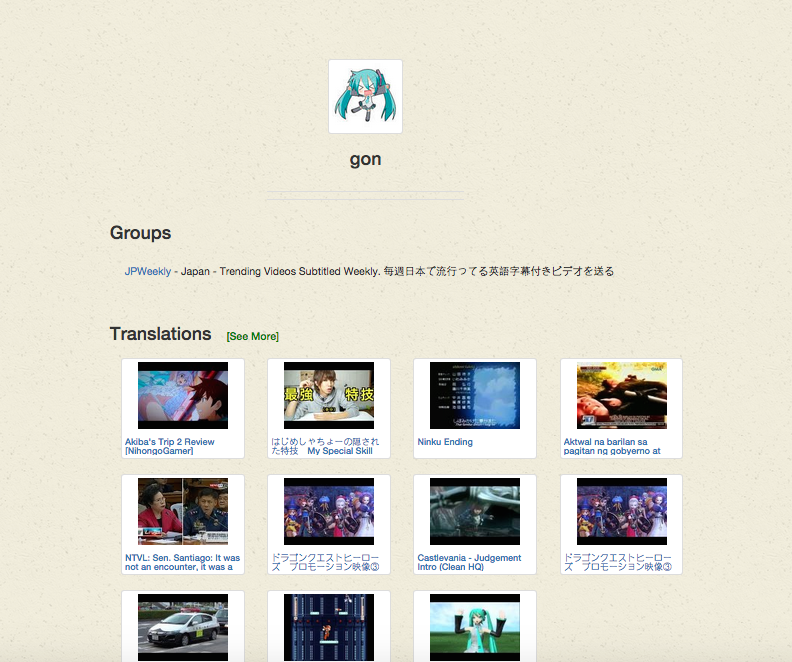 gon
Groups
JPWeekly - Japan - Trending Videos Subtitled Weekly. 毎週日本で流行ってる英語字幕付きビデオを送る
Translations [See More]
最強 特技
Akiba's Trip 2 Review
[NihongoGamer]
はじめしゃちょーの隠され
た特技　My Special Skill
Ninku Ending
Aktwal na barilan sa
pagitan ng gobyerno at
NTVL: Sen. Santiago: It was
not an encounter, it was a
ドラゴンクエストヒーロー
ズ　プロモーション映像③
Castlevania - Judgement
Intro (Clean HQ)
ドラゴンクエストヒーロー
ズ　プロモーション映像③